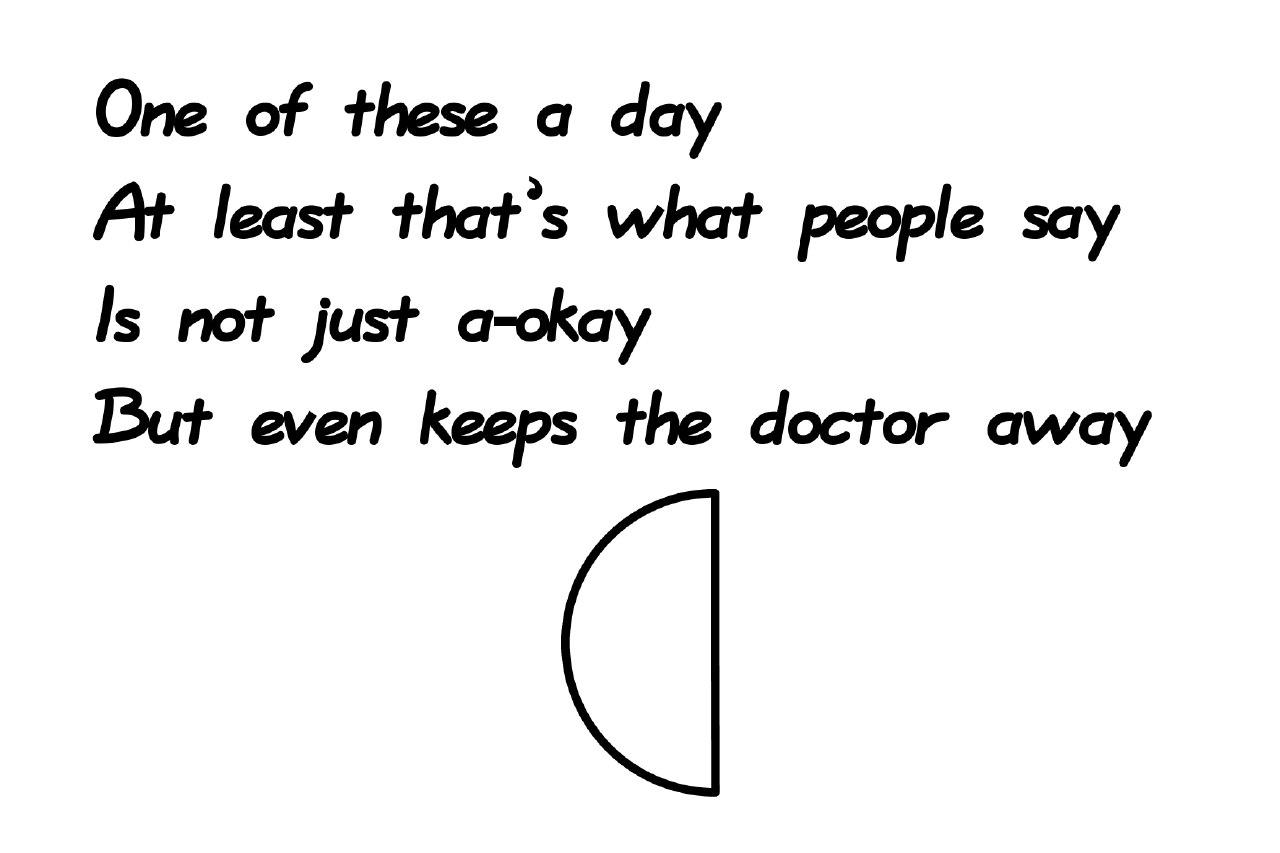 One of these a day
At least that's what people say
Is not just a-okay
But even keeps the doctor away